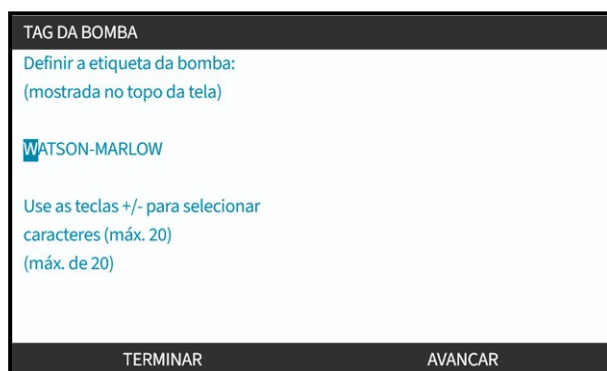 TAG DA BOMBA
Definir a etiqueta da bomba:
(mostrada no topo da tela)
WATSON-MARLOW
Use as teclas +/- para selecionar
caracteres (máx. 20)
(máx. de 20)
TERMINAR AVANCAR